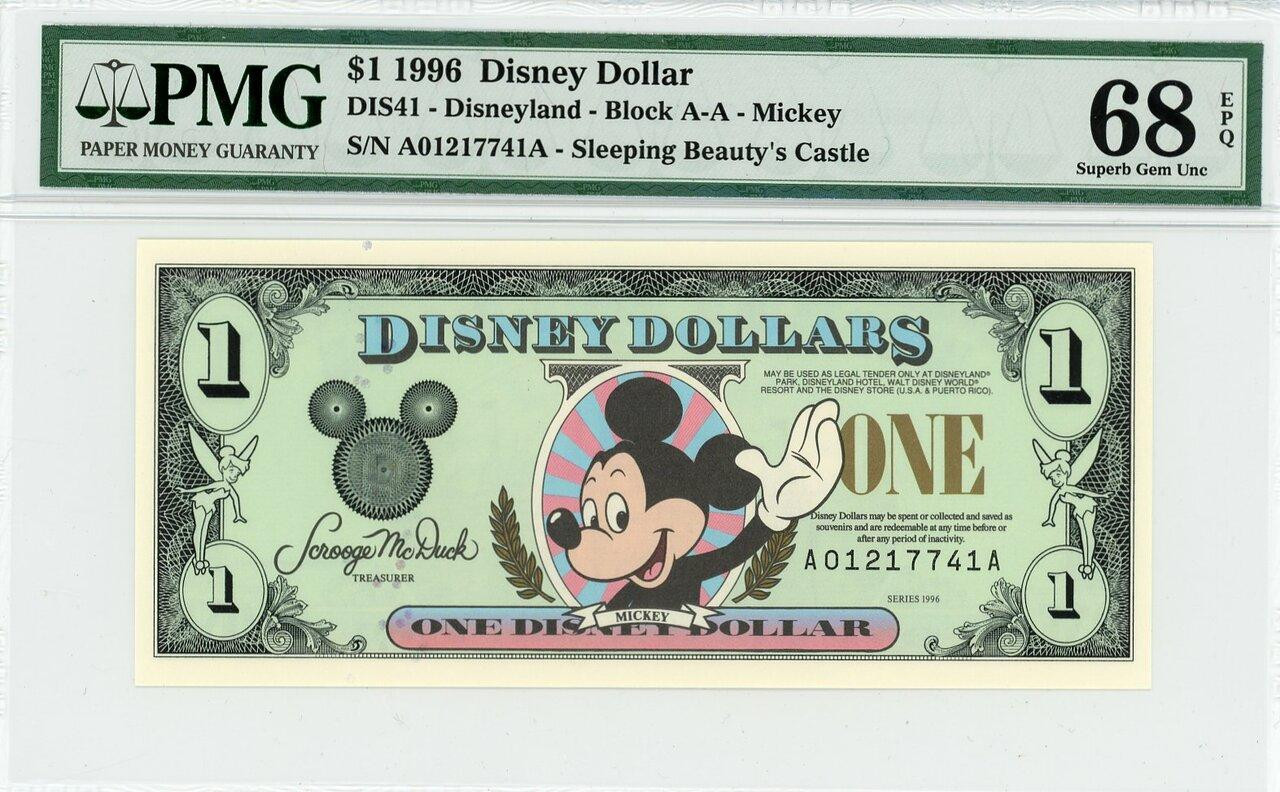 PMG
PAPER MONEY GUARANTY
$1 1996 Disney Dollar
DIS41 - Disneyland - Block A-A - Mickey
S/N A01217741A - Sleeping Beauty's Castle
68
EPQ
Superb Gem Unc
1
1
DISNEY DOLLARS
MAY BE USED AS LEGAL TENDER ONLY AT DISNEYLAND®
PARK, DISNEYLAND HOTEL, WALT DISNEY WORLD®
RESORT AND THE DISNEY STORE (U.S.A. & PUERTO RICO).
ONE
Disney Dollars may be spent or collected and saved as
souvenirs and are redeemable at any time before or
after any period of inactivity.
A01217741A
Scrooge McDuck
TREASURER
SERIES 1996
1
1
MICKEY
ONE DISNEY DOLLAR